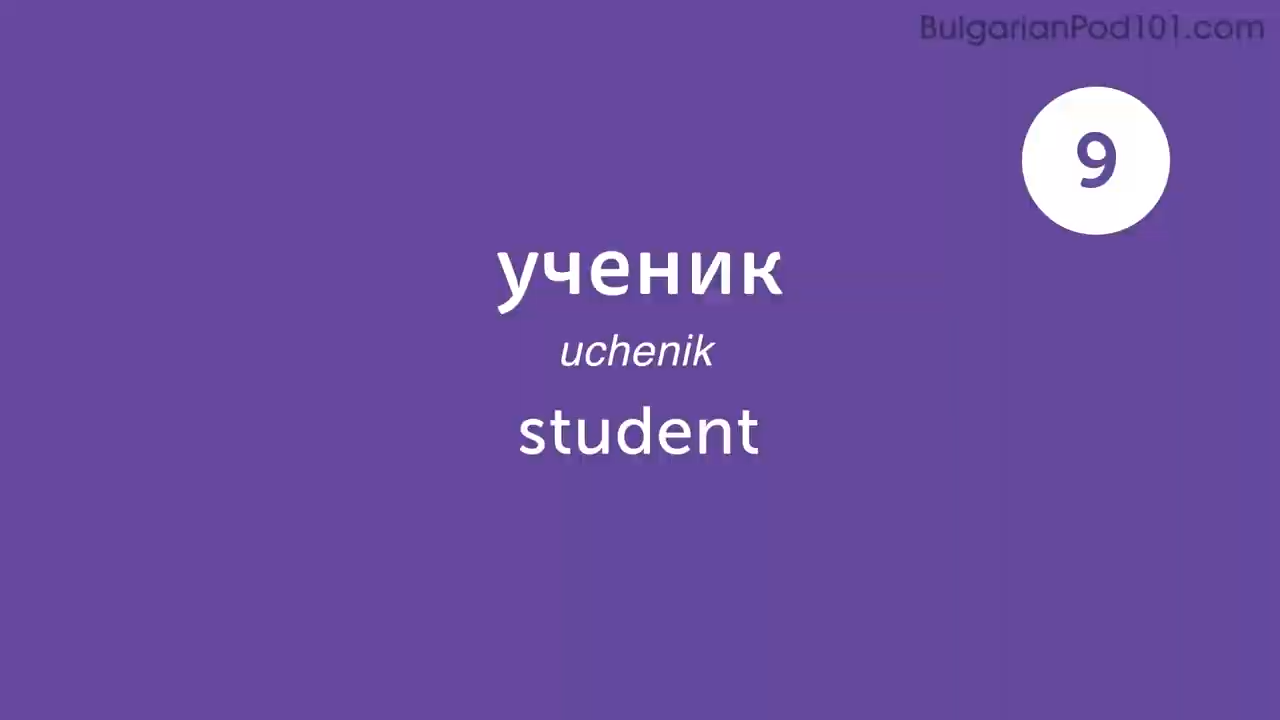 BulgarianPod101.com
9
ученик
uchenik
student